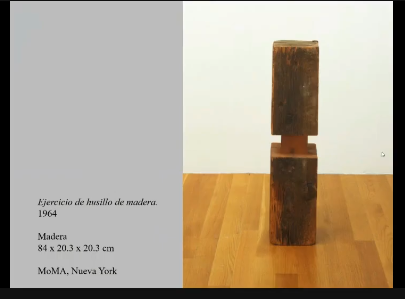 Ejercicio de husillo de madera.
1964
Madera
84 x 20.3 x 20.3 cm
MoMA, Nueva York